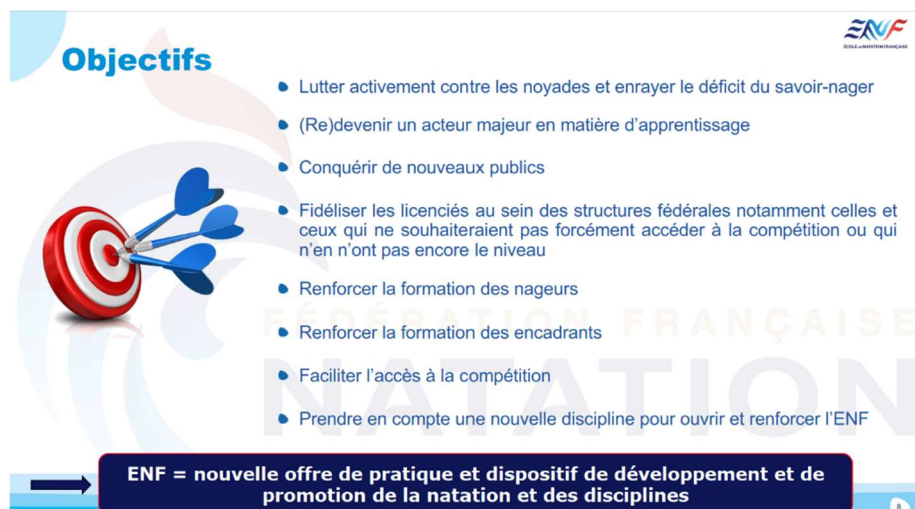 ENF
ÉCOLE DE NATATION FRANÇAISE
Objectifs
Lutter activement contre les noyades et enrayer le déficit du savoir-nager
(Re)devenir un acteur majeur en matière d'apprentissage
Conquérir de nouveaux publics
Fidéliser les licenciés au sein des structures fédérales notamment celles et
ceux qui ne souhaiteraient pas forcément accéder à la compétition ou qui
n'en n'ont pas encore le niveau
Renforcer la formation des nageurs
Renforcer la formation des encadrants
Faciliter l'accès à la compétition
Prendre en compte une nouvelle discipline pour ouvrir et renforcer l'ENF
FÉDÉRATION FRANÇAISE
NATATION
ENF = nouvelle offre de pratique et dispositif de développement et de
promotion de la natation et des disciplines
8